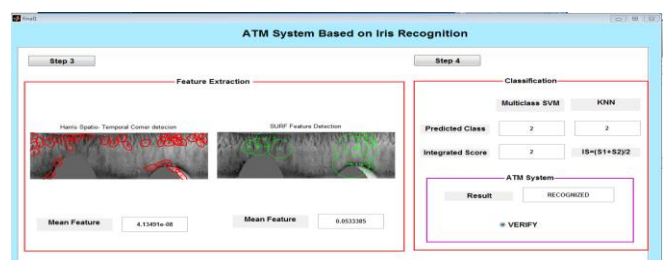 final1
ATM System Based on Iris Recognition
Step 3
Step 4
Feature Extraction
Harris Spatio- Temporal Corner detecion
SURF Feature Detection
Mean Feature
4.13491e-08
Mean Feature
0.0533385
Classification
Multiclass SVM
KNN
Predicted Class
2
2
Integrated Score
2
IS=(S1+S2)/2
ATM System
Result
RECOGNIZED
VERIFY